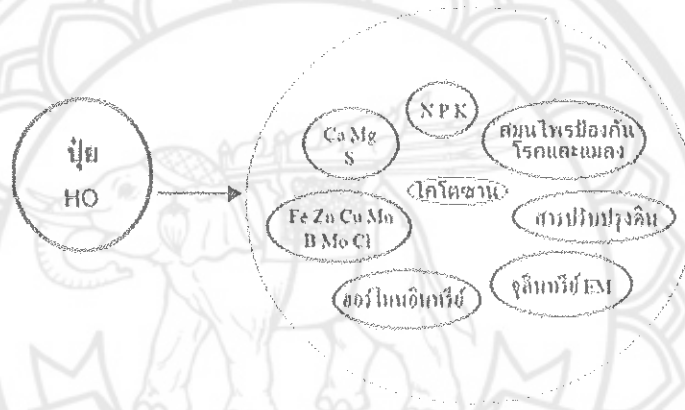 ปุ๋ย
HO
N P K
Ca Mg
S
สมุนไพรป้องกัน
โรคและแมลง
ไคโตซาน
Fe Zn Cu Mn
B Mo Cl
สารปรับปรุงดิน
ฮอร์โมนอินทรีย์
จุลินทรีย์ EM